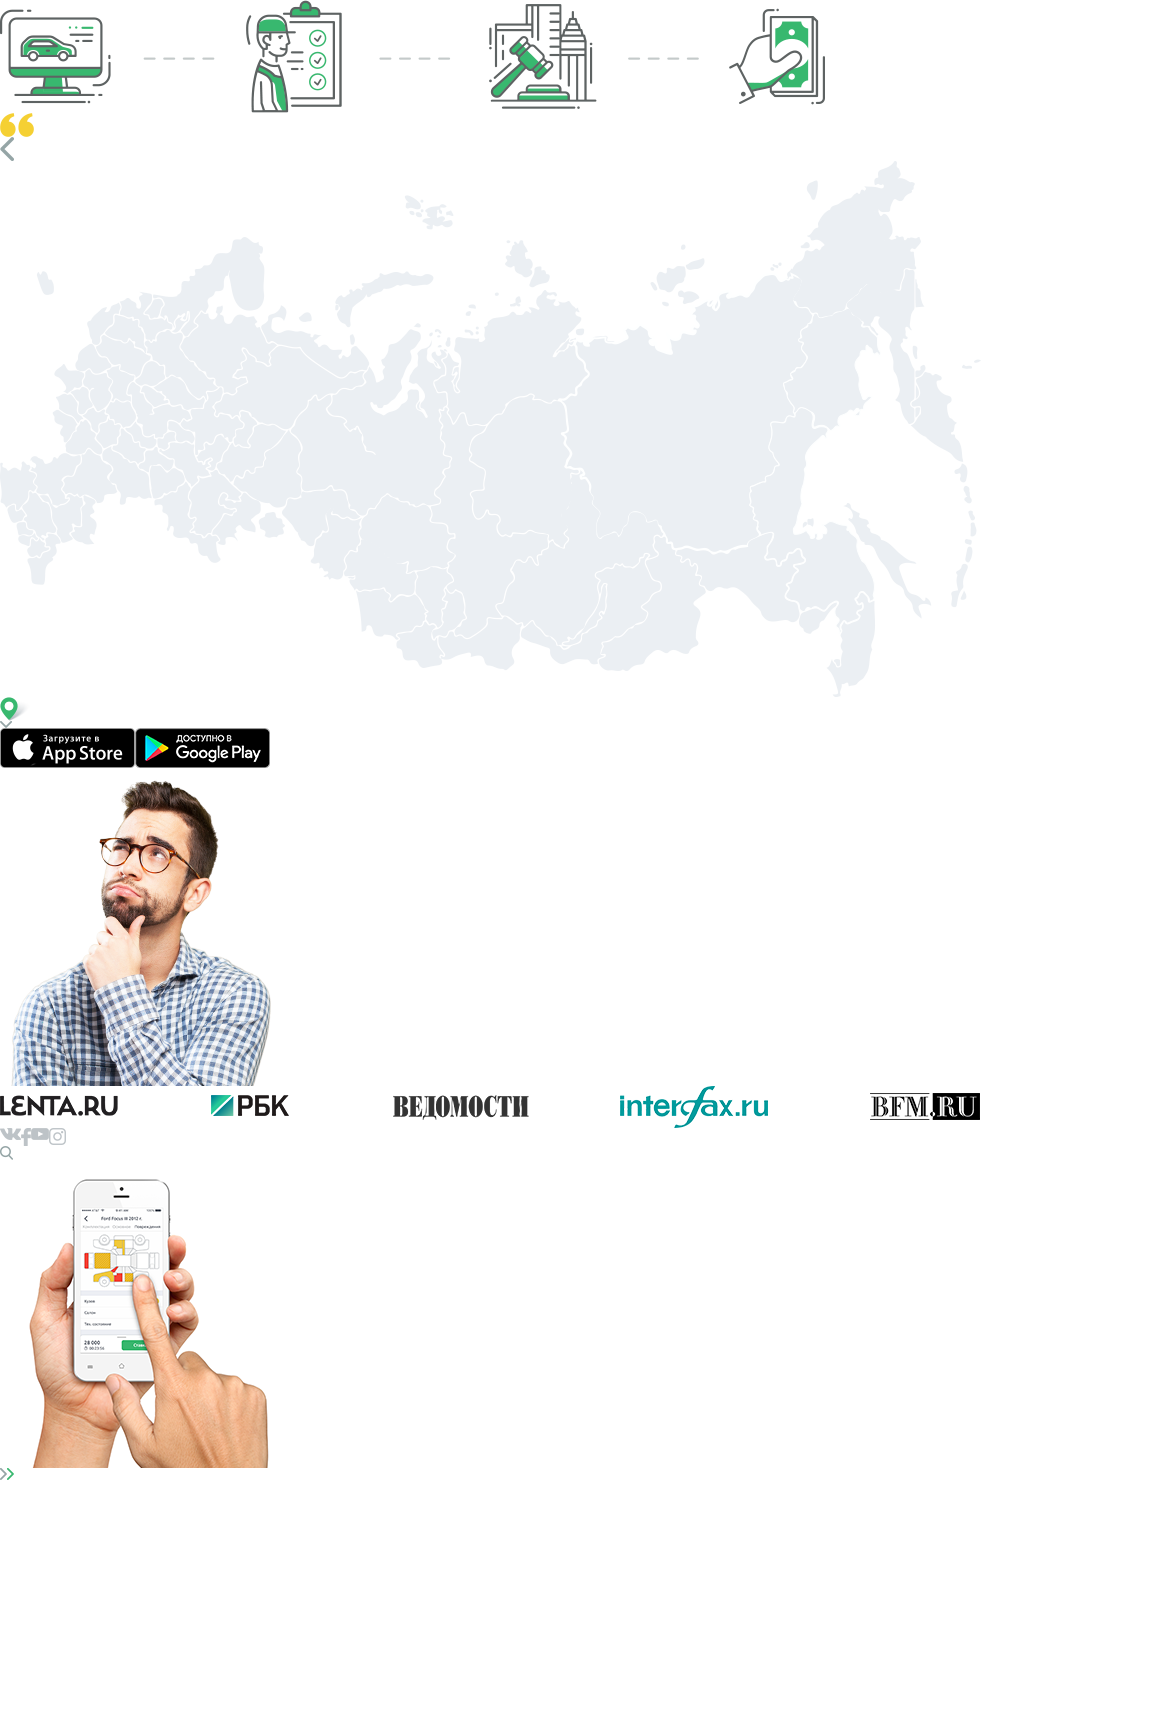 Загрузите в
App Store
ДОСТУПНО В
Google Play
LENTA.RU
РБК
ВЕДОМОСТИ
interfax.ru
BFM.RU
Ford Focus III 2012 г.
Повреждения
Кузов
Салон
Тех. состояние
28 000